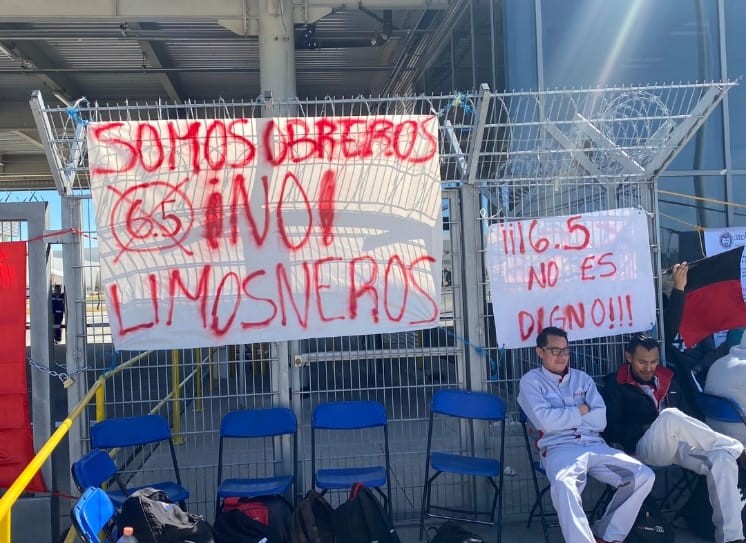 SOMOS OBREROS
6.5 ¡NO!
LIMOSNEROS
¡¡¡6.5
NO ES
DIGNO!!!